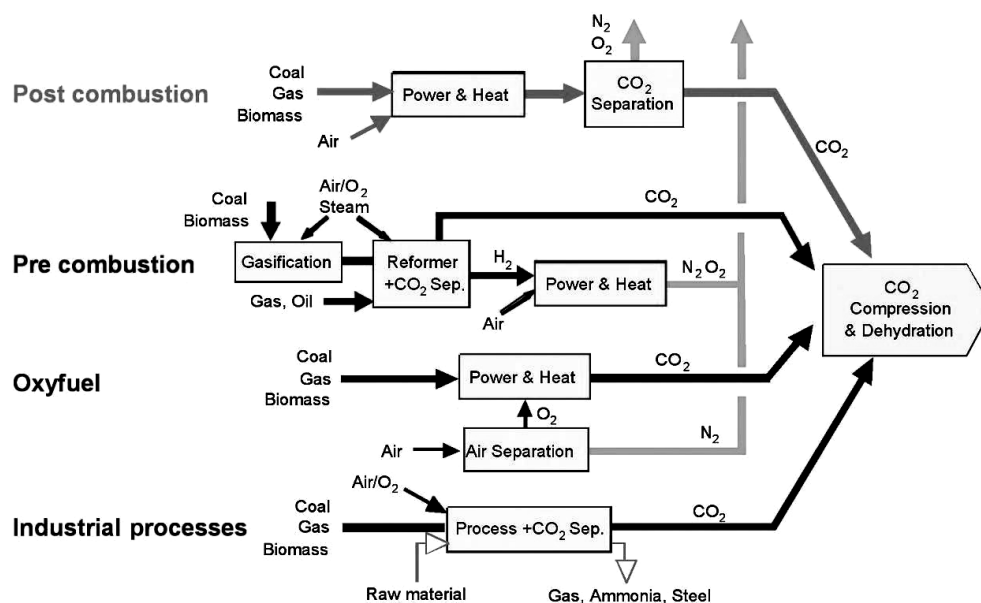 N₂
O₂
Post combustion
Coal
Gas
Biomass
Air
Power & Heat
CO₂
Separation
CO₂
Pre combustion
Coal
Biomass
Air/O₂
Steam
Gasification
Gas, Oil
Reformer
+CO₂ Sep.
CO₂
H₂
Air
Power & Heat
N₂ O₂
CO₂
Compression
& Dehydration
Oxyfuel
Coal
Gas
Biomass
Power & Heat
CO₂
O₂
Air
Air Separation
N₂
Industrial processes
Air/O₂
Coal
Gas
Biomass
Process +CO₂ Sep.
CO₂
Raw material
Gas, Ammonia, Steel